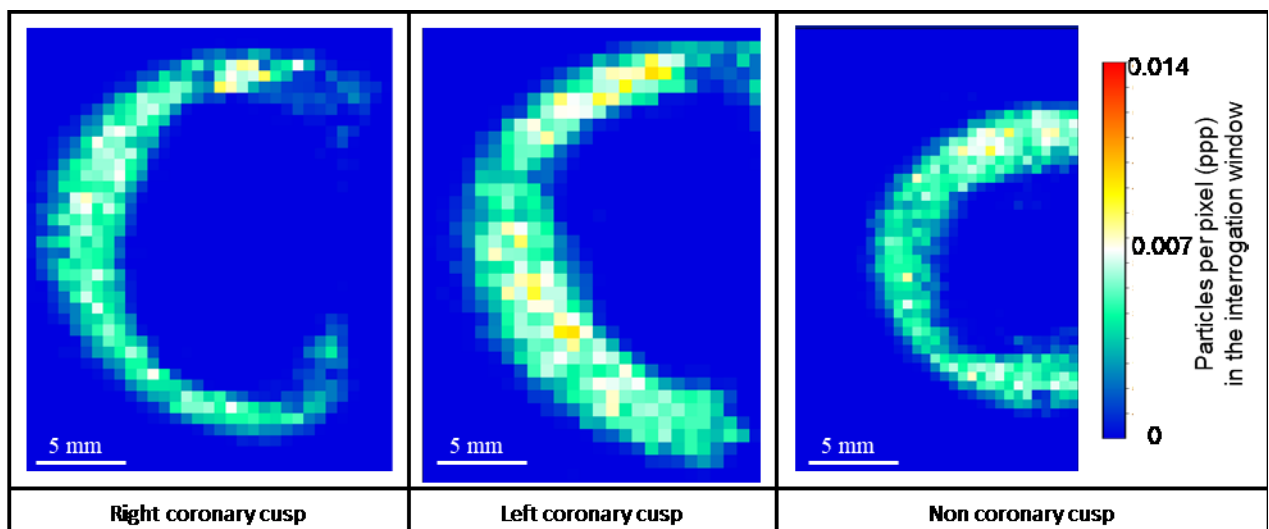 5 mm
5 mm
5 mm
0.014
0.007
0
Particles per pixel (ppp)
in the interrogation window
Right coronary cusp
Left coronary cusp
Non coronary cusp